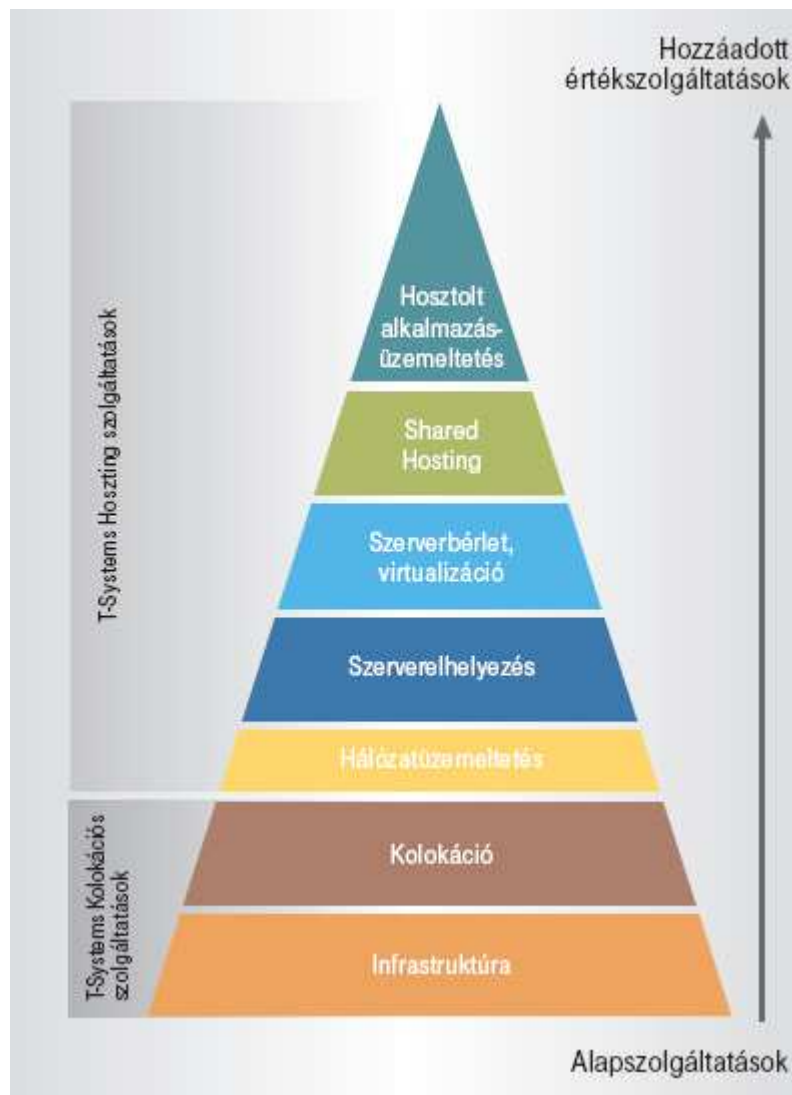 Hozzáadott
értékszolgáltatások
T-Systems Hoszting szolgáltatások
Hosztolt
alkalmazás-
üzemeltetés
Shared
Hosting
Szerverbérlet,
virtualizáció
Szerverelhelyezés
Hálózatüzemeltetés
T-Systems Kolokációs
szolgáltatások
Kolokáció
Infrastruktúra
Alapszolgáltatások